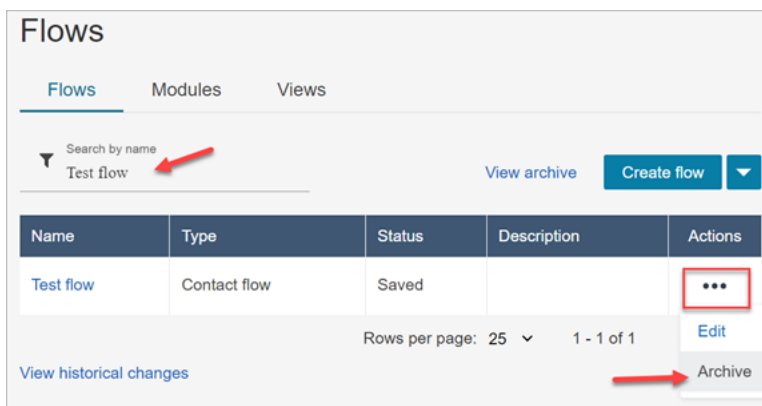 Flows
Flows Modules Views
Search by name
Test flow
View archive Create flow
Name Type Status Description Actions
Test flow Contact flow Saved •••
Rows per page: 25 1 - 1 of 1 Edit
View historical changes Archive